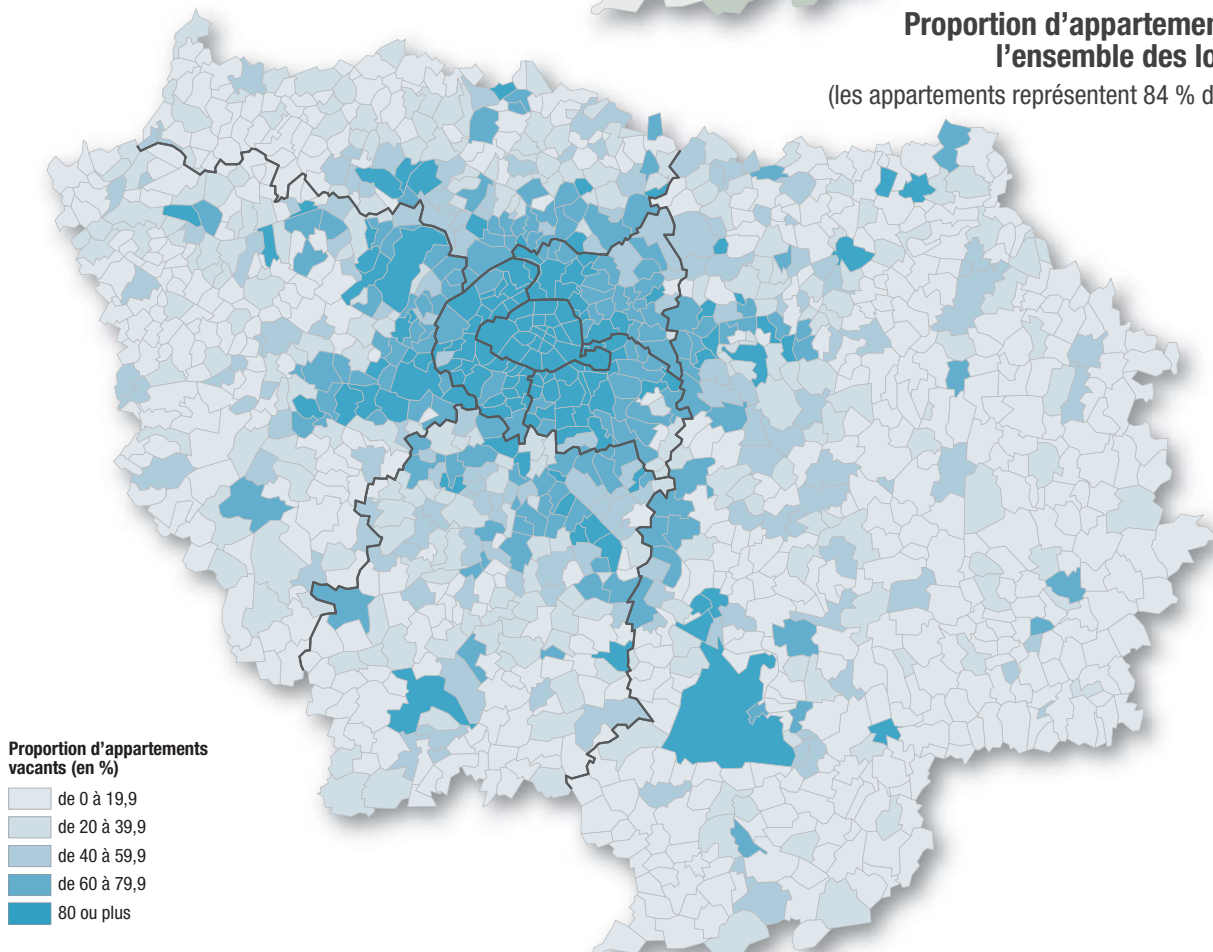 Proportion d’appartemen
l’ensemble des lo
(les appartements représentent 84 % d
Proportion d’appartements
vacants (en %)
de 0 à 19,9
de 20 à 39,9
de 40 à 59,9
de 60 à 79,9
80 ou plus